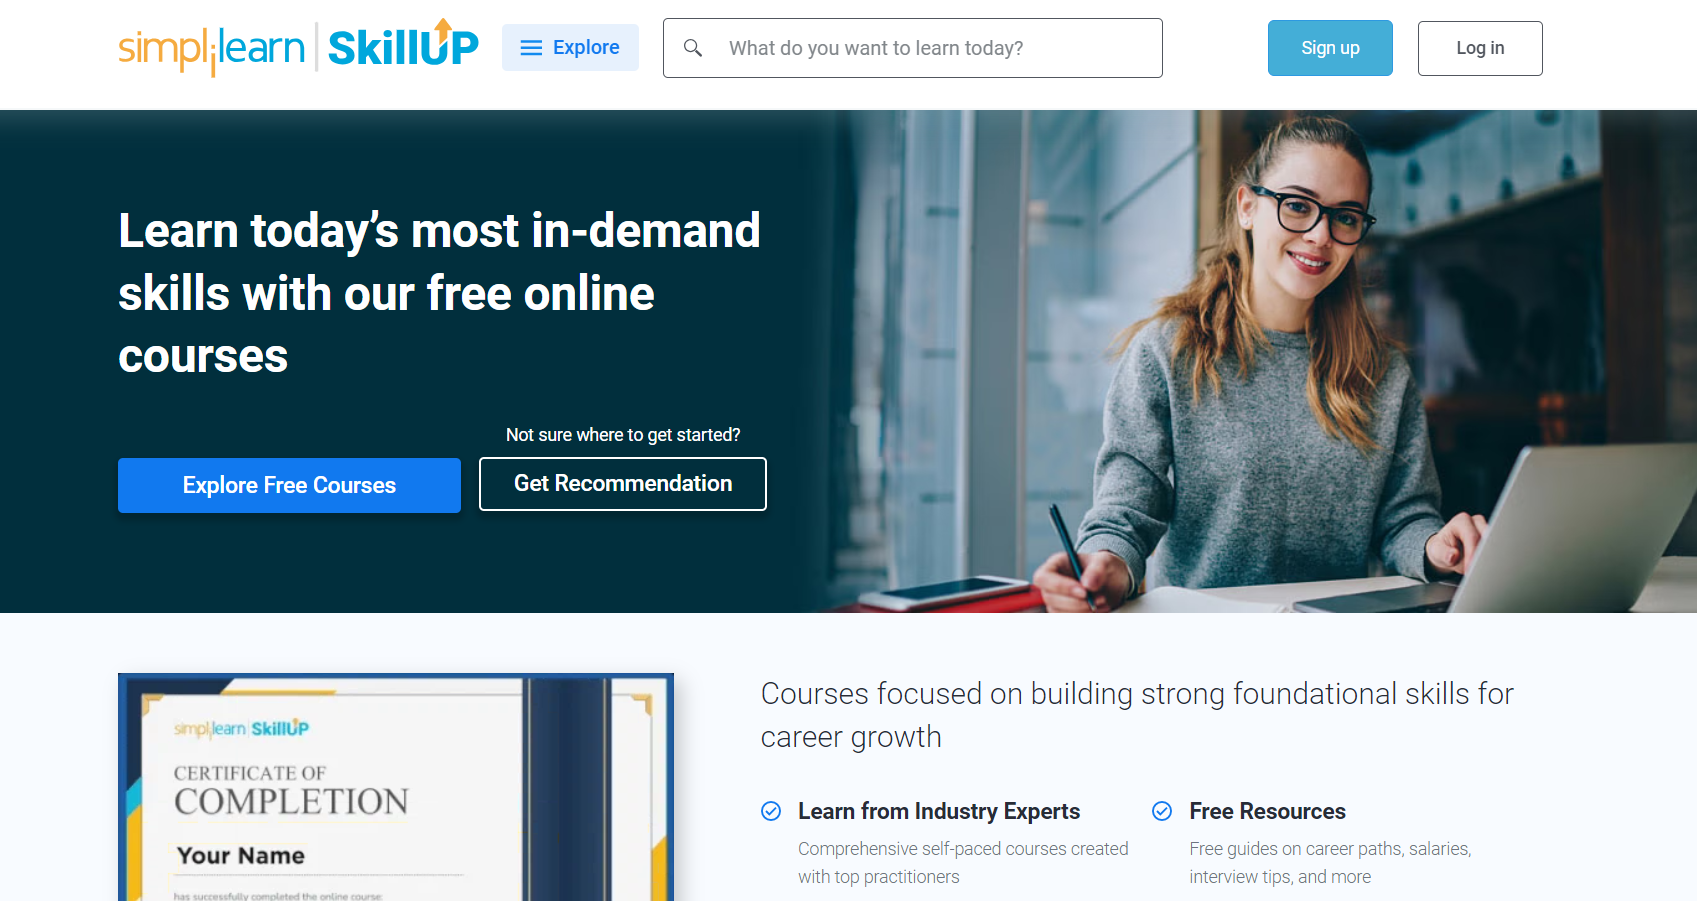 simplilearn | SkillUP
Explore
What do you want to learn today?
Sign up
Log in
Learn today’s most in-demand
skills with our free online
courses
Not sure where to get started?
Explore Free Courses
Get Recommendation
simplilearn | SkillUP
CERTIFICATE OF
COMPLETION
Your Name
has successfully completed the online course:
Courses focused on building strong foundational skills for
career growth
Learn from Industry Experts
Comprehensive self-paced courses created
with top practitioners
Free Resources
Free guides on career paths, salaries,
interview tips, and more